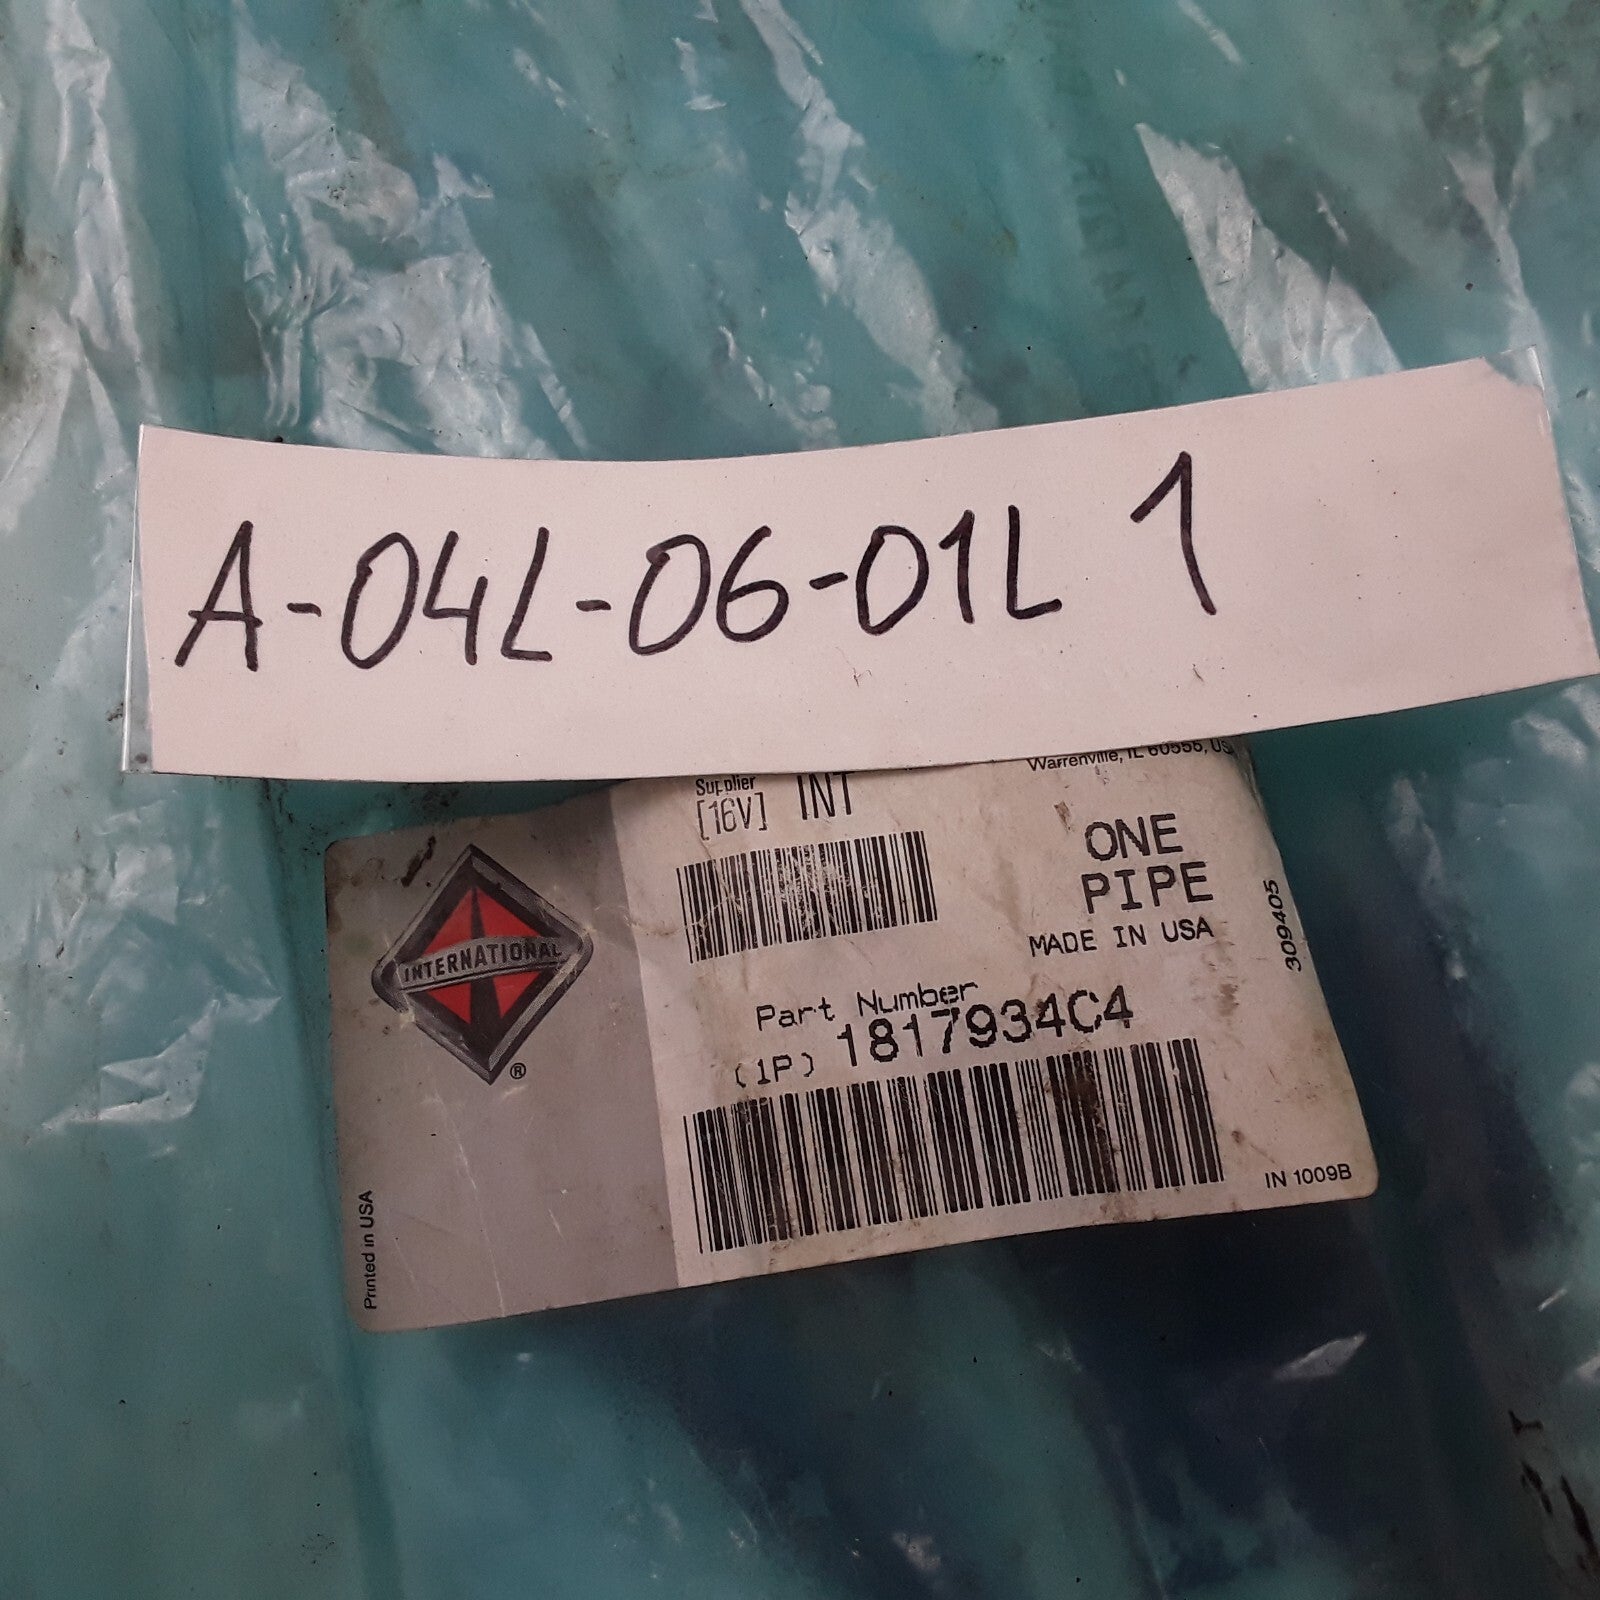 A-04L-06-01L 1
Warrenville, IL 60555, US
Supplier
[16V] INT
ONE
PIPE
MADE IN USA
309405
INTERNATIONAL
®
Part Number
(1P) 1817934C4
IN 1009B
Printed in USA